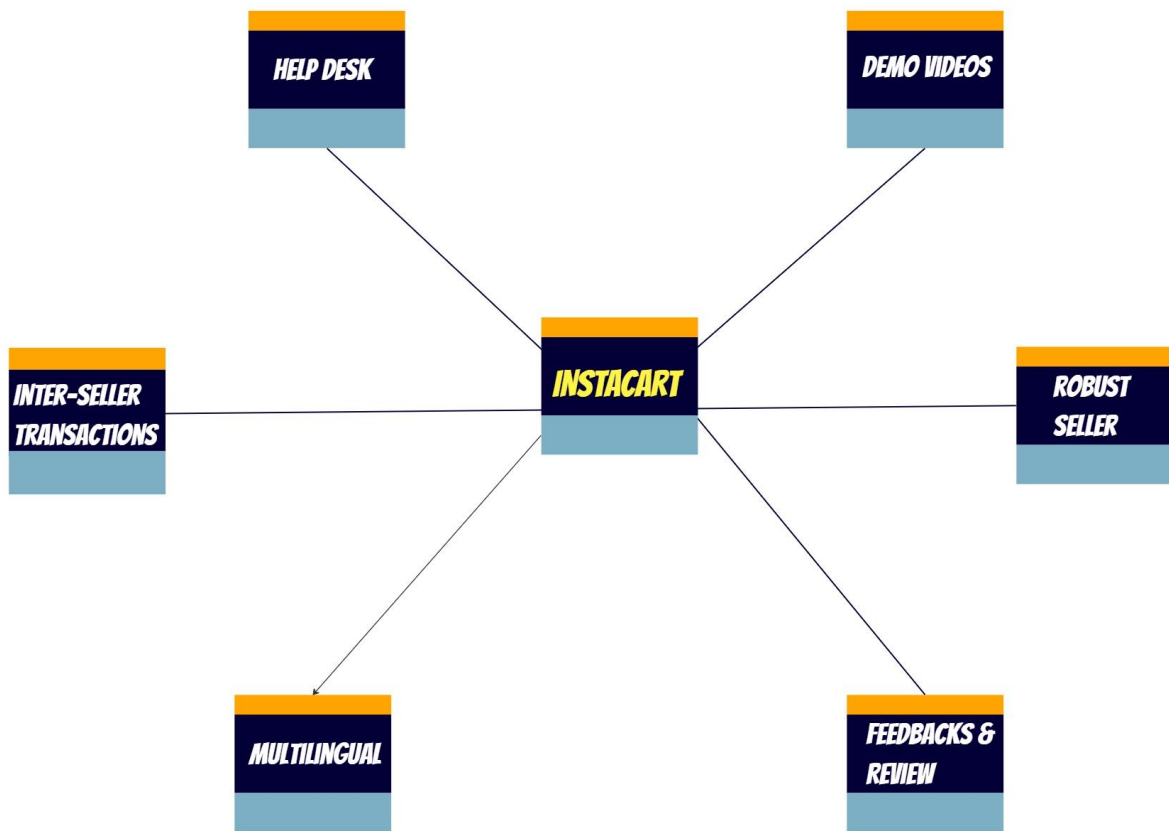 HELP DESK
DEMO VIDEOS
INSTACART
INTER-SELLER
TRANSACTIONS
ROBUST
SELLER
MULTILINGUAL
FEEDBACKS &
REVIEW